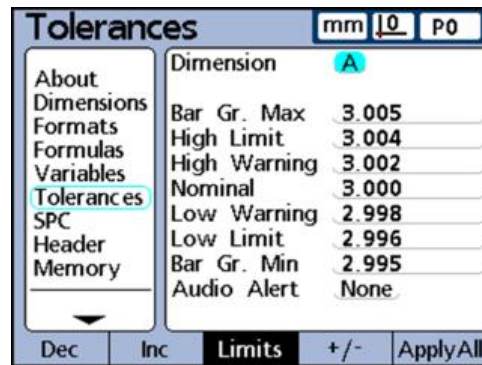 Tolerances mm 0 P0
About
Dimensions
Formats
Formulas
Variables
Tolerances
SPC
Header
Memory
Dimension A
Bar Gr. Max 3.005
High Limit 3.004
High Warning 3.002
Nominal 3.000
Low Warning 2.998
Low Limit 2.996
Bar Gr. Min 2.995
Audio Alert None
Dec Inc Limits +/- ApplyAll